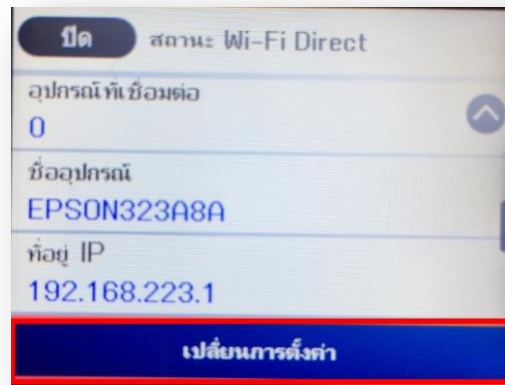 ปิด สถานะ Wi-Fi Direct
อุปกรณ์ที่เชื่อมต่อ
0
ชื่ออุปกรณ์
EPSON323A8A
ที่อยู่ IP
192.168.223.1
เปลี่ยนการตั้งค่า